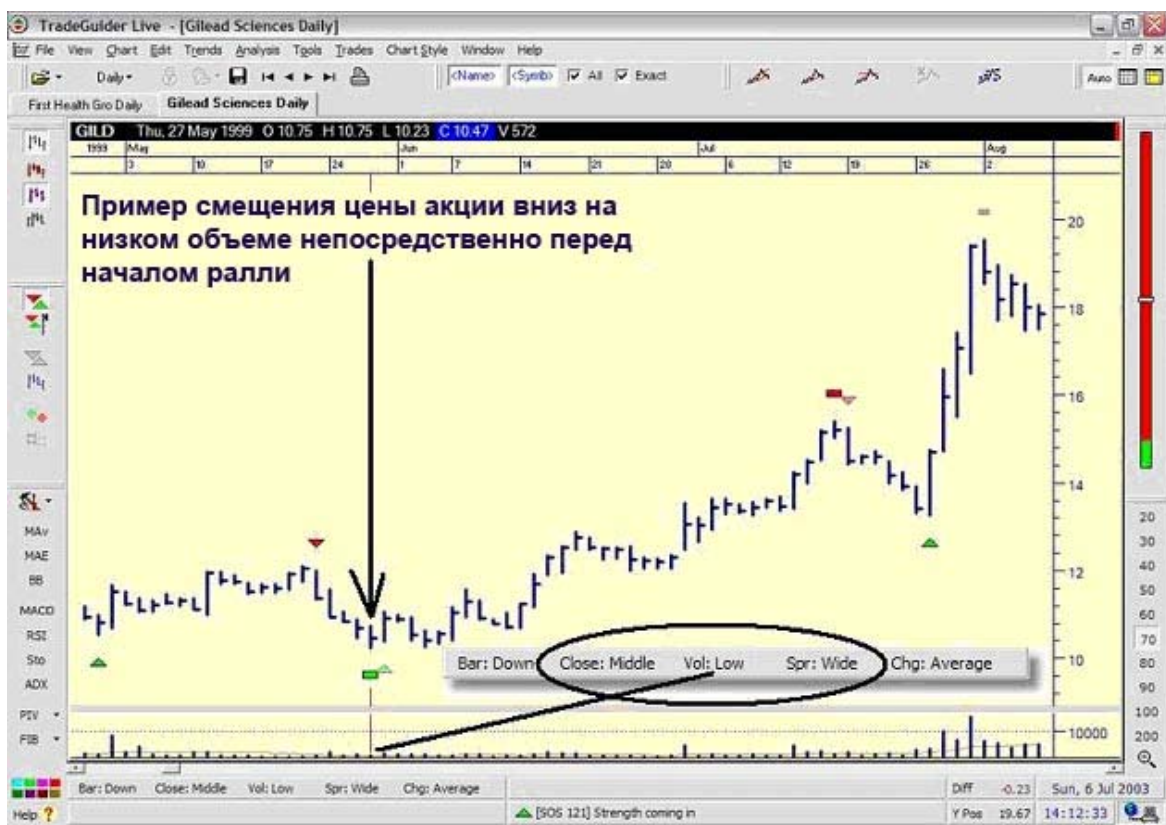 TradeGuider Live - [Gilead Sciences Daily]
File View Chart Edit Trends Analysis Tools Trades Chart Style Window Help
Daily <Name> <Symb> All Exact Auto
First Health Gro Daily Gilead Sciences Daily
GILD Thu, 27 May 1999 O 10.75 H 10.75 L 10.23 C 10.47 V 572
1999 May Jun Jul Aug
3 10 17 24 1 7 14 21 28 6 12 19 26 2
Пример смещения цены акции вниз на
низком объеме непосредственно перед
началом ралли
20
18
16
14
12
10
10000
Bar: Down Close: Middle Vol: Low Spr: Wide Chg: Average
MAv
MAE
BB
MACD
RSI
Sto
ADX
PIV
FIB
20
30
40
50
60
70
80
90
100
200
Bar: Down Close: Middle Vol: Low Spr: Wide Chg: Average Diff -0.23 Sun, 6 Jul 2003
Help ? [SOS 121] Strength coming in Y Pos 19.67 14:12:33